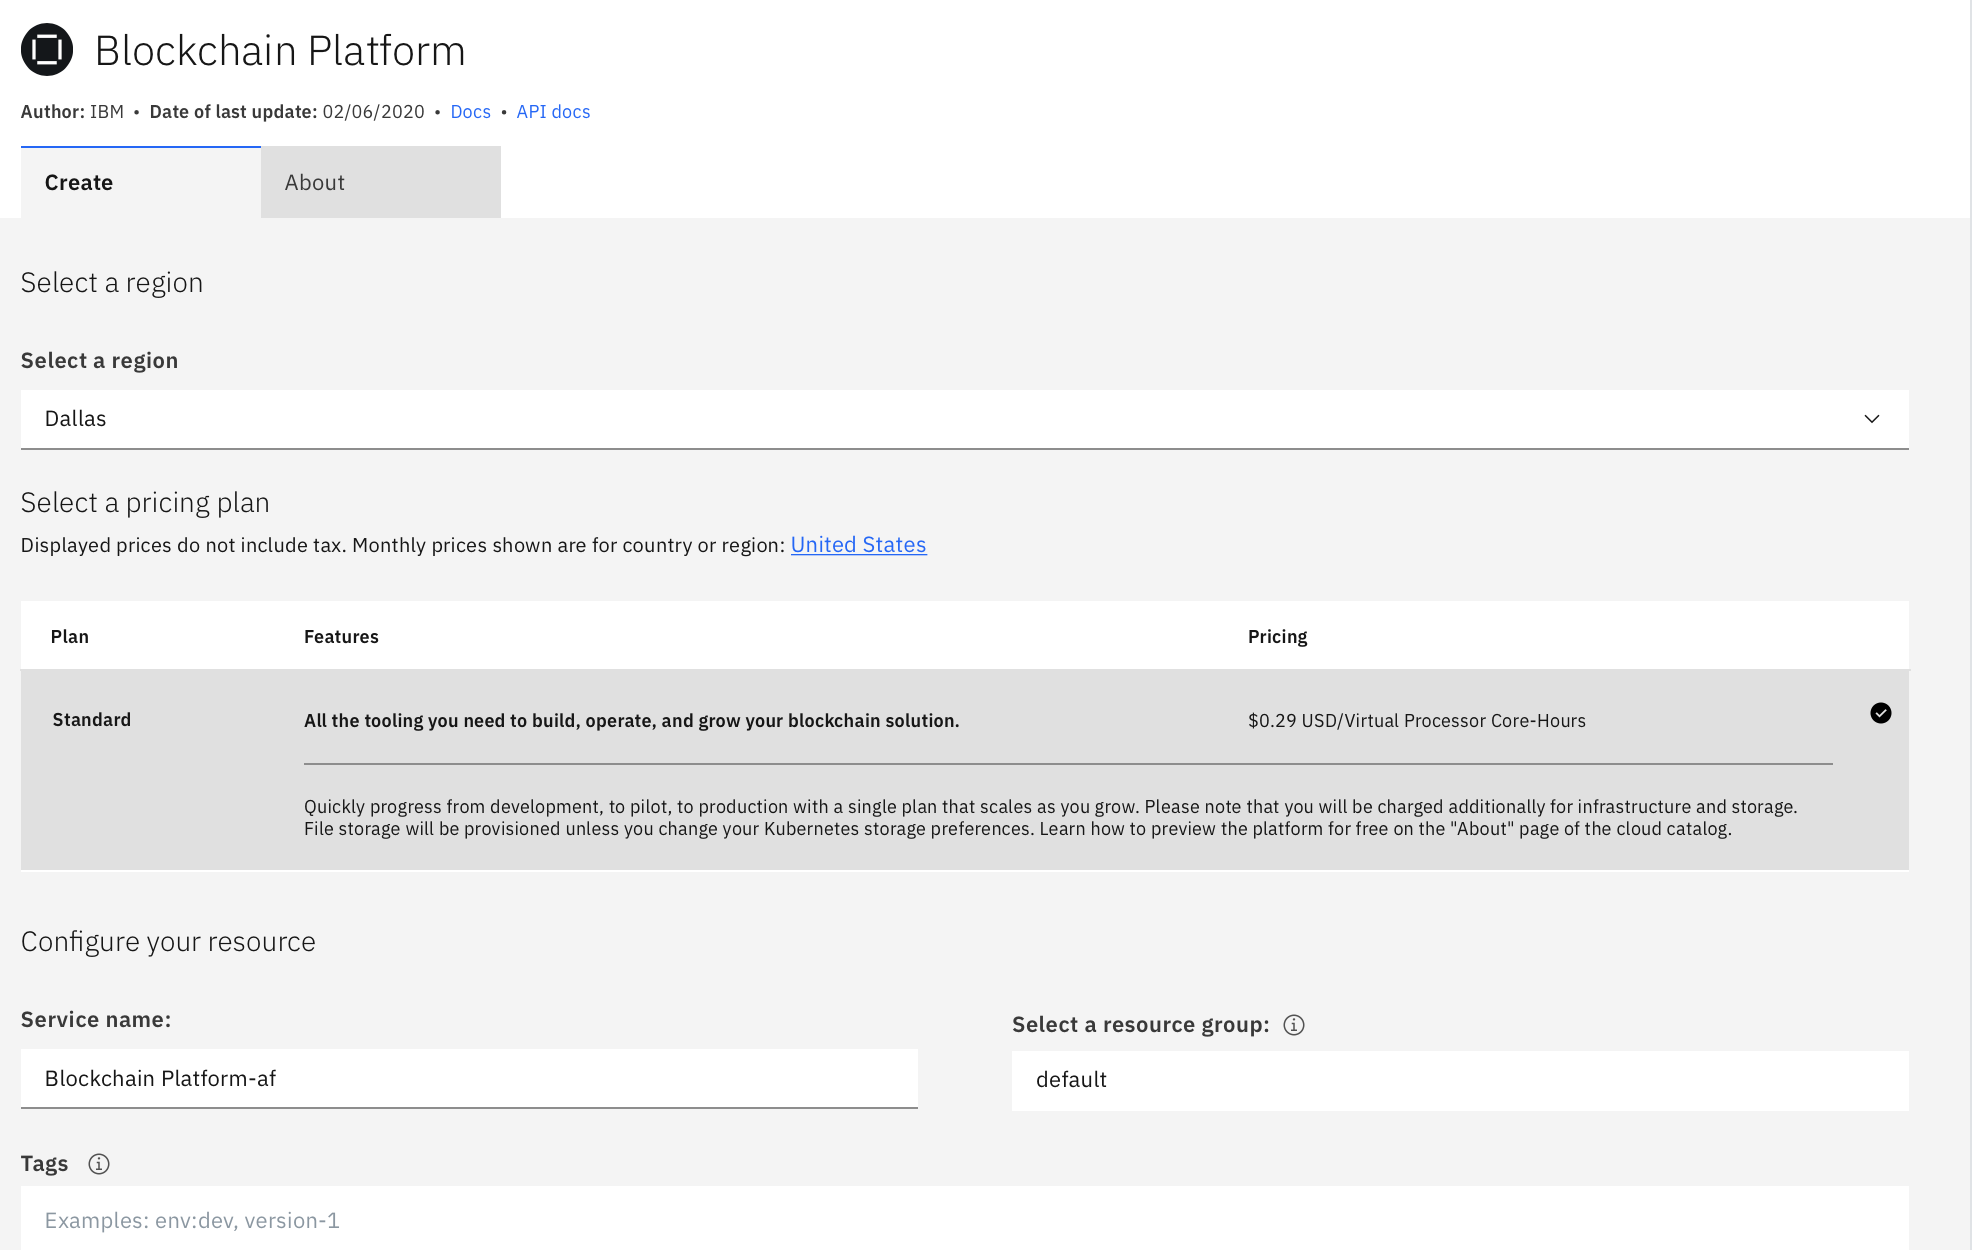 Blockchain Platform
Author: IBM • Date of last update: 02/06/2020 • Docs • API docs
Create About
Select a region
Select a region
Dallas
Select a pricing plan
Displayed prices do not include tax. Monthly prices shown are for country or region: United States
Plan Features Pricing
Standard All the tooling you need to build, operate, and grow your blockchain solution. $0.29 USD/Virtual Processor Core-Hours
Quickly progress from development, to pilot, to production with a single plan that scales as you grow. Please note that you will be charged additionally for infrastructure and storage.
File storage will be provisioned unless you change your Kubernetes storage preferences. Learn how to preview the platform for free on the "About" page of the cloud catalog.
Configure your resource
Service name: Select a resource group:
Blockchain Platform-af default
Tags
Examples: env:dev, version-1